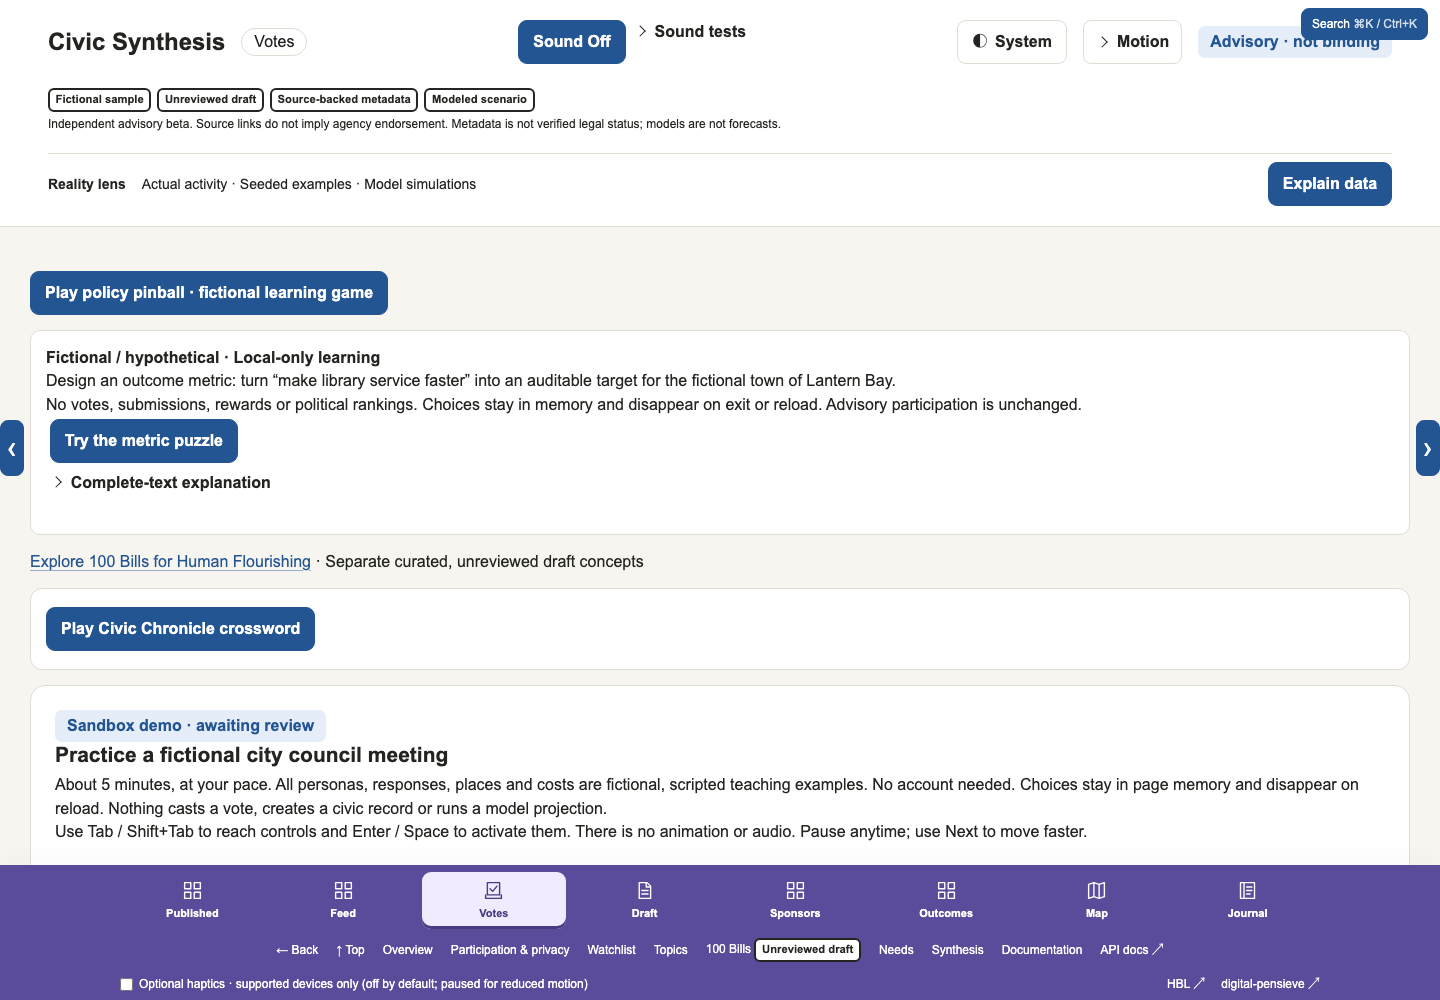 Civic Synthesis
Votes
Sound Off
Sound tests
System
Motion
Advisory · not binding
Search ⌘K / Ctrl+K
Fictional sample
Unreviewed draft
Source-backed metadata
Modeled scenario
Independent advisory beta. Source links do not imply agency endorsement. Metadata is not verified legal status; models are not forecasts.
Reality lens
Actual activity · Seeded examples · Model simulations
Explain data
Play policy pinball · fictional learning game
Fictional / hypothetical · Local-only learning
Design an outcome metric: turn “make library service faster” into an auditable target for the fictional town of Lantern Bay.
No votes, submissions, rewards or political rankings. Choices stay in memory and disappear on exit or reload. Advisory participation is unchanged.
Try the metric puzzle
Complete-text explanation
Explore 100 Bills for Human Flourishing · Separate curated, unreviewed draft concepts
Play Civic Chronicle crossword
Sandbox demo · awaiting review
Practice a fictional city council meeting
About 5 minutes, at your pace. All personas, responses, places and costs are fictional, scripted teaching examples. No account needed. Choices stay in page memory and disappear on
reload. Nothing casts a vote, creates a civic record or runs a model projection.
Use Tab / Shift+Tab to reach controls and Enter / Space to activate them. There is no animation or audio. Pause anytime; use Next to move faster.
Published
Feed
Votes
Draft
Sponsors
Outcomes
Map
Journal
← Back
↑ Top
Overview
Participation & privacy
Watchlist
Topics
100 Bills
Unreviewed draft
Needs
Synthesis
Documentation
API docs ↗
Optional haptics · supported devices only (off by default; paused for reduced motion)
HBL ↗
digital-pensieve ↗